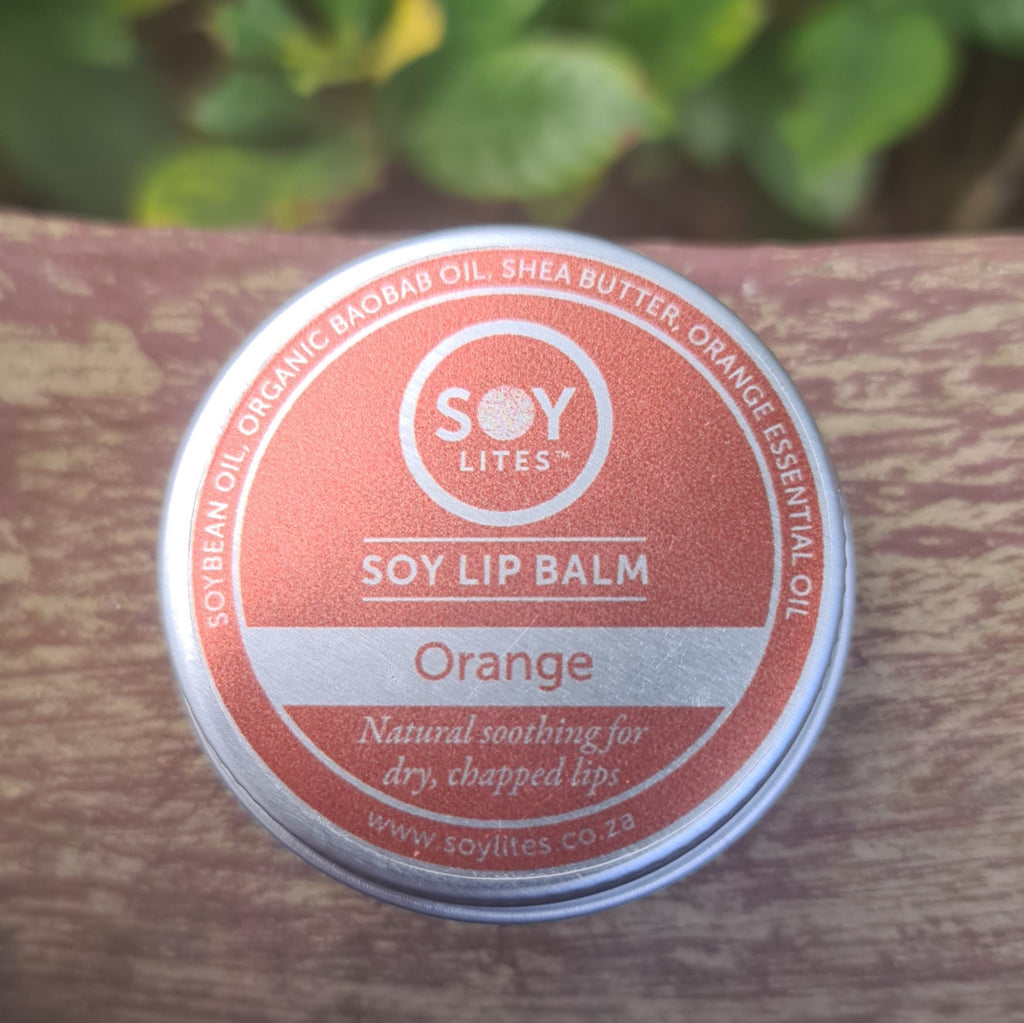 SOYBEAN OIL, ORGANIC BAOBAB OIL, SHEA BUTTER, ORANGE ESSENTIAL OIL
SOY
LITES™
SOY LIP BALM
Orange
Natural soothing for
dry, chapped lips
www.soylites.co.za